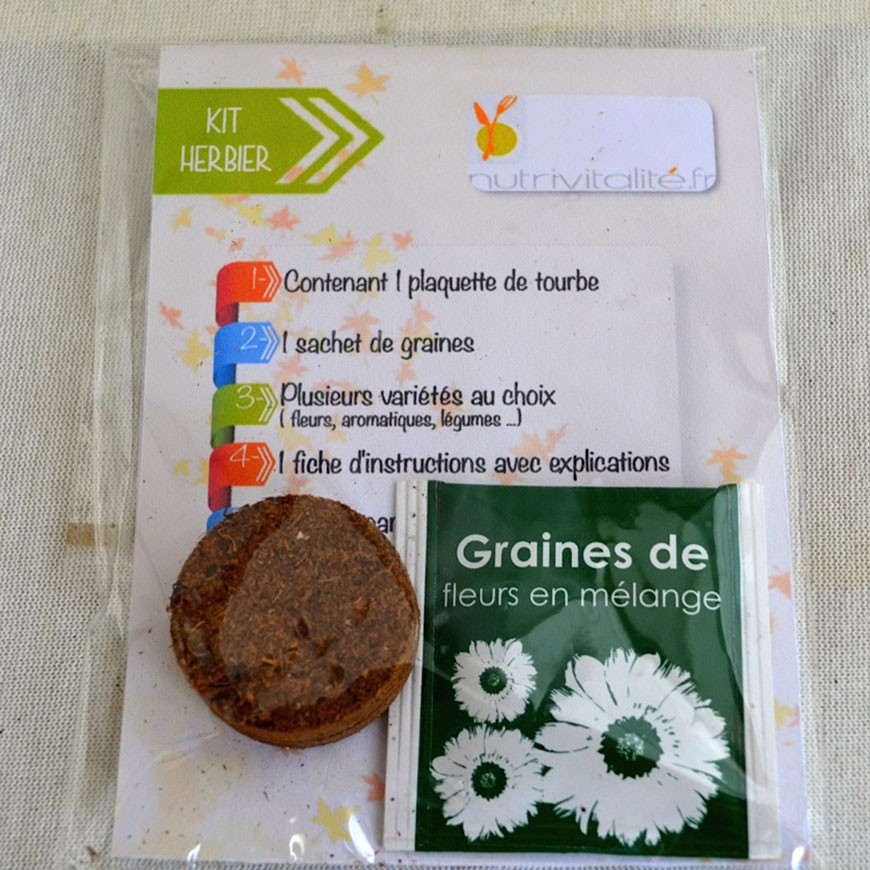 KIT
HERBIER
nutrivitalité.fr
1- Contenant 1 plaquette de tourbe
2- 1 sachet de graines
3- Plusieurs variétés au choix
( fleurs, aromatiques, légumes ...)
4- 1 fiche d'instructions avec explications
Graines de
fleurs en mélange